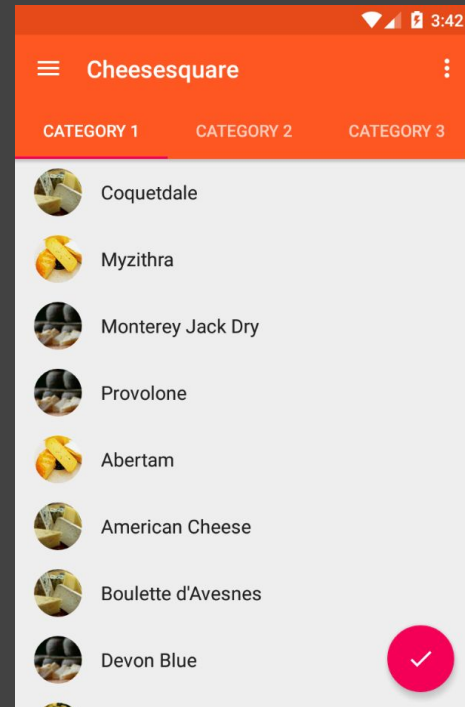 3:42
Cheesesquare
CATEGORY 1 CATEGORY 2 CATEGORY 3
Coquetdale
Myzithra
Monterey Jack Dry
Provolone
Abertam
American Cheese
Boulette d'Avesnes
Devon Blue